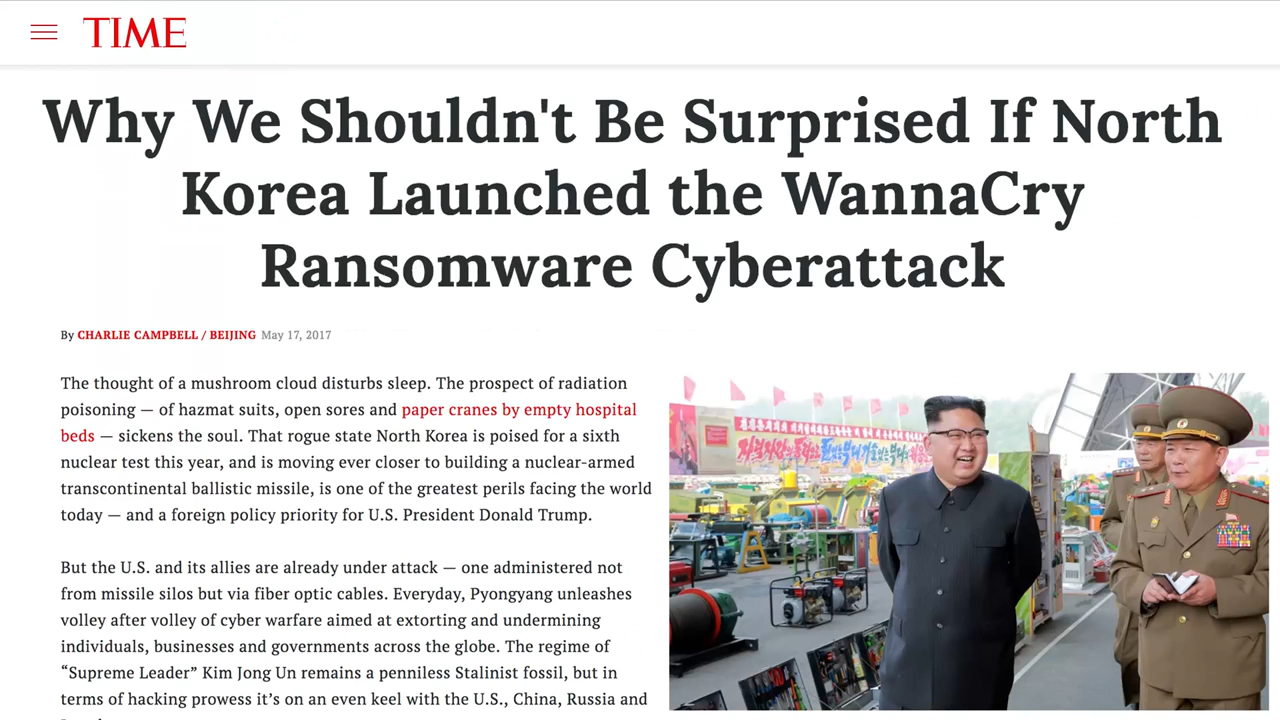 TIME
Why We Shouldn't Be Surprised If North
Korea Launched the WannaCry
Ransomware Cyberattack
By CHARLIE CAMPBELL / BEIJING May 17, 2017
The thought of a mushroom cloud disturbs sleep. The prospect of radiation
poisoning — of hazmat suits, open sores and paper cranes by empty hospital
beds — sickens the soul. That rogue state North Korea is poised for a sixth
nuclear test this year, and is moving ever closer to building a nuclear-armed
transcontinental ballistic missile, is one of the greatest perils facing the world
today — and a foreign policy priority for U.S. President Donald Trump.
But the U.S. and its allies are already under attack — one administered not
from missile silos but via fiber optic cables. Everyday, Pyongyang unleashes
volley after volley of cyber warfare aimed at extorting and undermining
individuals, businesses and governments across the globe. The regime of
“Supreme Leader” Kim Jong Un remains a penniless Stalinist fossil, but in
terms of hacking prowess it’s on an even keel with the U.S., China, Russia and